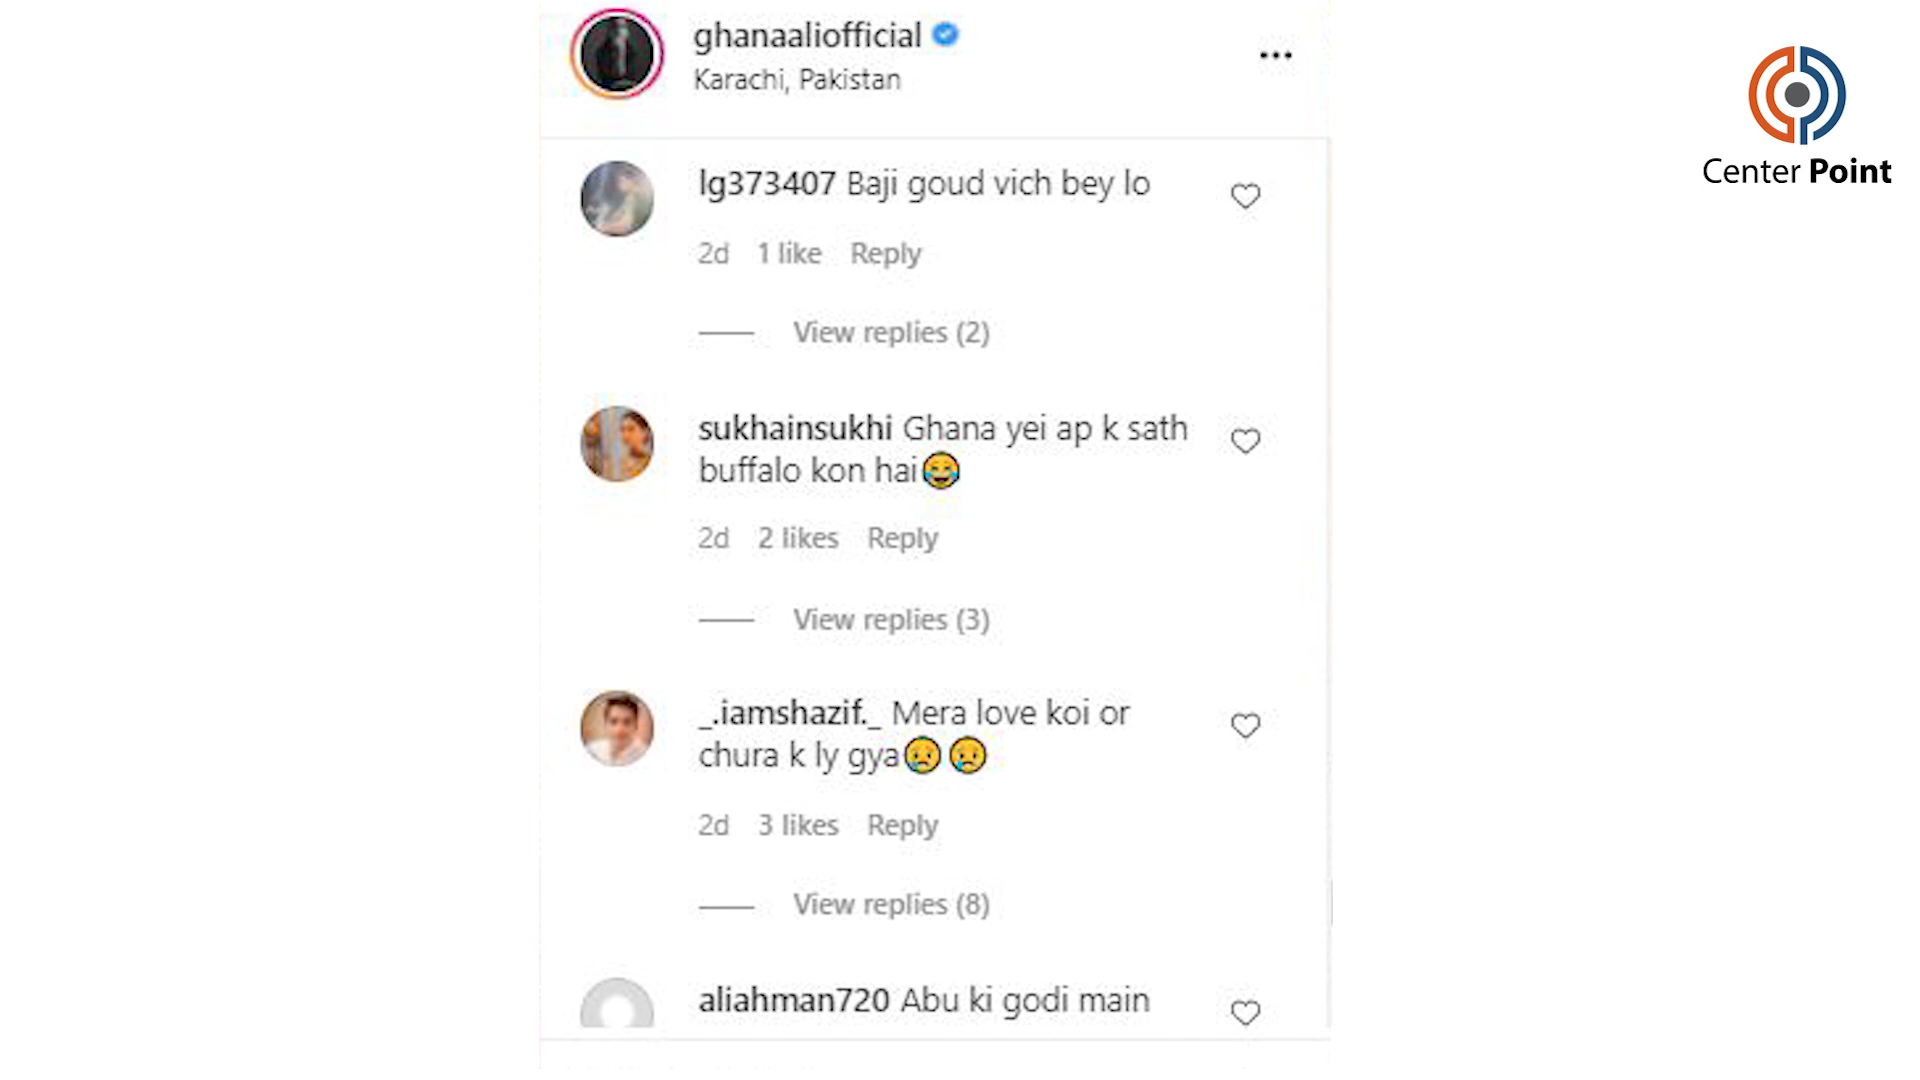 ghanaaliofficial
Karachi, Pakistan
Center Point
lg373407 Baji goud vich bey lo
2d 1 like Reply
View replies (2)
sukhainsukhi Ghana yei ap k sath
buffalo kon hai😂
2d 2 likes Reply
View replies (3)
_.iamshazif._ Mera love koi or
chura k ly gya😢😢
2d 3 likes Reply
View replies (8)
aliahman720 Abu ki godi main